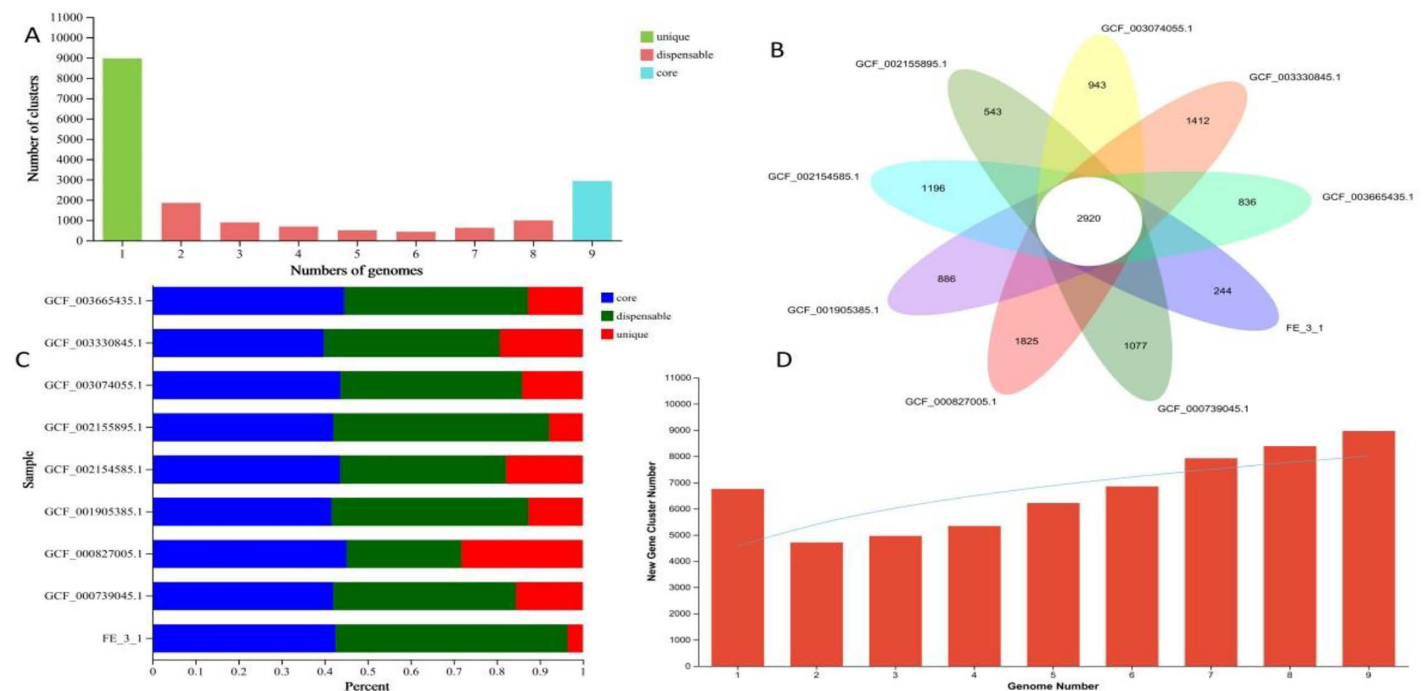 A
11000
10000
9000
8000
7000
6000
5000
4000
3000
2000
1000
0
Number of clusters
1 2 3 4 5 6 7 8 9
Numbers of genomes
unique
dispensable
core
B
GCF_003074055.1
GCF_002155895.1
GCF_003330845.1
943
543
1412
GCF_002154585.1
1196
836
GCF_003665435.1
2920
886
244
GCF_001905385.1
FE_3_1
1825
1077
GCF_000827005.1
GCF_000739045.1
C
Sample
GCF_003665435.1
GCF_003330845.1
GCF_003074055.1
GCF_002155895.1
GCF_002154585.1
GCF_001905385.1
GCF_000827005.1
GCF_000739045.1
FE_3_1
0 0.1 0.2 0.3 0.4 0.5 0.6 0.7 0.8 0.9 1
Percent
core
dispensable
unique
D
11000
10000
9000
8000
7000
6000
5000
4000
3000
2000
1000
0
New Gene Cluster Number
1 2 3 4 5 6 7 8 9
Genome Number